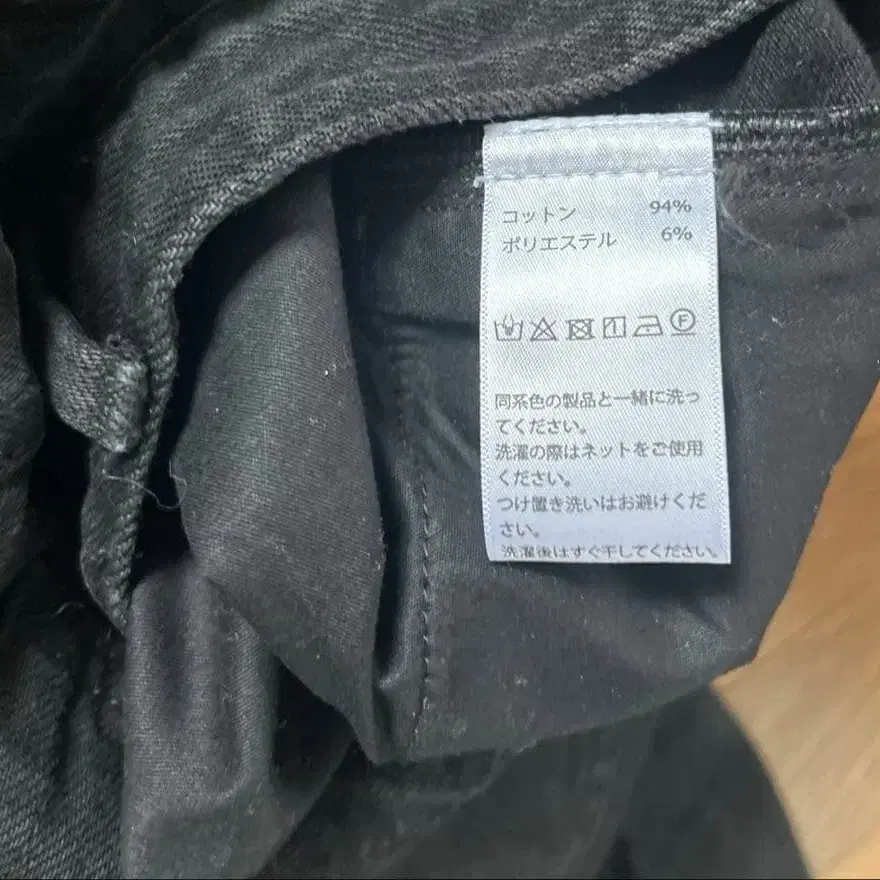 コットン 94%
ポリエステル 6%
F
同系色の製品と一緒に洗っ
てください。
洗濯の際はネットをご使用
ください。
つけ置き洗いはお避けくだ
さい。
洗濯後はすぐ干してください。